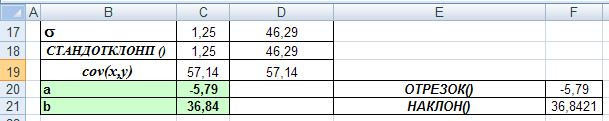 A B C D E F
17 σ 1,25 46,29
18 СТАНДОТКЛОНП () 1,25 46,29
19 cov(x,y) 57,14 57,14
20 a -5,79 ОТРЕЗОК() -5,79
21 b 36,84 НАКЛОН() 36,8421